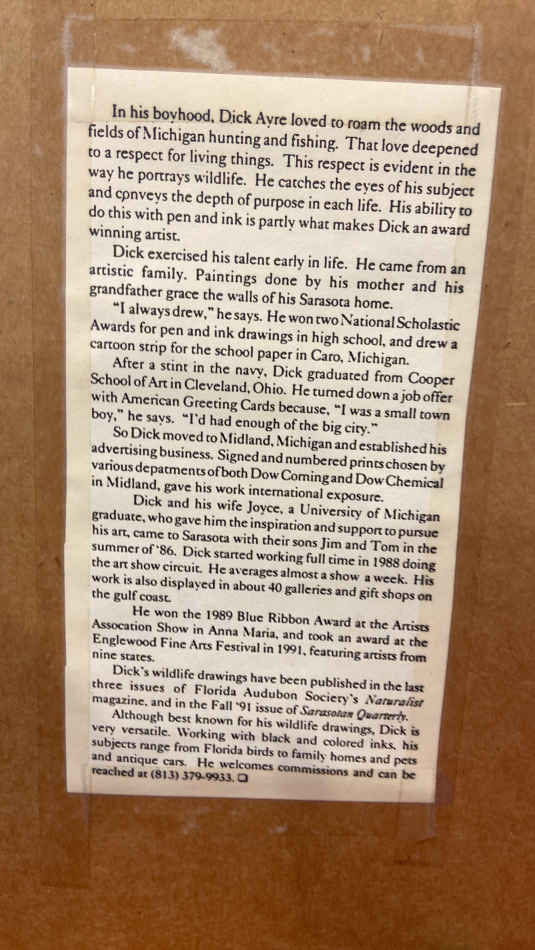 In his boyhood, Dick Ayre loved to roam the woods and
fields of Michigan hunting and fishing. That love deepened
to a respect for living things. This respect is evident in the
way he portrays wildlife. He catches the eyes of his subject
and conveys the depth of purpose in each life. His ability to
do this with pen and ink is partly what makes Dick an award
winning artist.
Dick exercised his talent early in life. He came from an
artistic family. Paintings done by his mother and his
grandfather grace the walls of his Sarasota home.
“I always drew,” he says. He won two National Scholastic
Awards for pen and ink drawings in high school, and drew a
cartoon strip for the school paper in Caro, Michigan.
After a stint in the navy, Dick graduated from Cooper
School of Art in Cleveland, Ohio. He turned down a job offer
with American Greeting Cards because, “I was a small town
boy,” he says. “I'd had enough of the big city.”
So Dick moved to Midland, Michigan and established his
advertising business. Signed and numbered prints chosen by
various depatments of both Dow Corning and Dow Chemical
in Midland, gave his work international exposure.
Dick and his wife Joyce, a University of Michigan
graduate, who gave him the inspiration and support to pursue
his art, came to Sarasota with their sons Jim and Tom in the
summer of ‘86. Dick started working full time in 1988 doing
the art show circuit. He averages almost a show a week. His
work is also displayed in about 40 galleries and gift shops on
the gulf coast.
He won the 1989 Blue Ribbon Award at the Artists
Assocation Show in Anna Maria, and took an award at the
Englewood Fine Arts Festival in 1991, featuring artists from
nine states.
Dick's wildlife drawings have been published in the last
three issues of Florida Audubon Society's Naturalist
magazine, and in the Fall ‘91 issue of Sarasotan Quarterly.
Although best known for his wildlife drawings, Dick is
very versatile. Working with black and colored inks, his
subjects range from Florida birds to family homes and pets
and antique cars. He welcomes commissions and can be
reached at (813) 379-9933. ❏